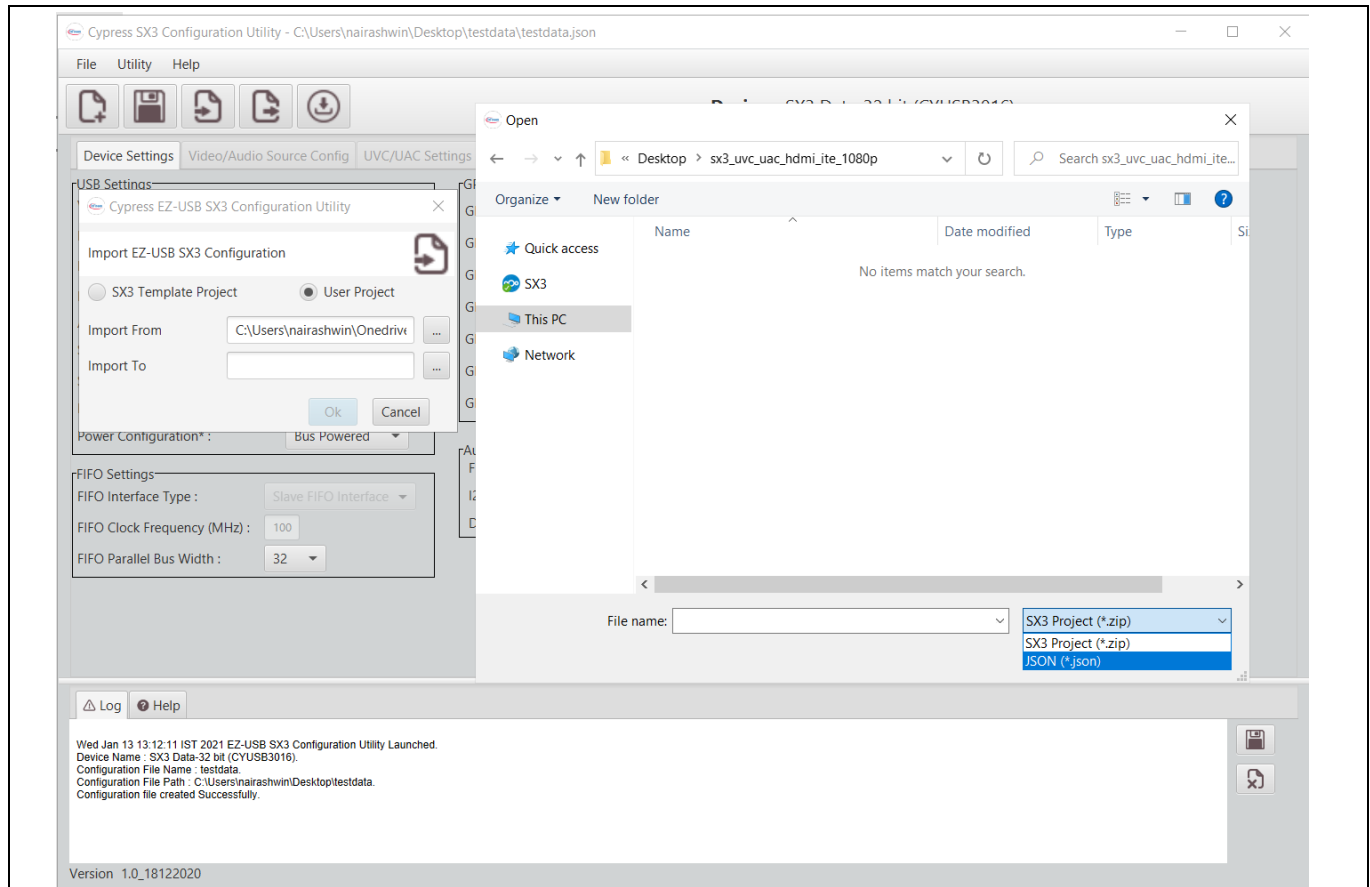 Cypress SX3 Configuration Utility - C:\Users\nairashwin\Desktop\testdata\testdata.json
File Utility Help
Device Settings Video/Audio Source Config UVC/UAC Settings
USB Settings
Cypress EZ-USB SX3 Configuration Utility
Import EZ-USB SX3 Configuration
SX3 Template Project User Project
Import From C:\Users\nairashwin\Onedrive ...
Import To ...
Ok Cancel
Power Configuration* : Bus Powered
FIFO Settings
FIFO Interface Type : Slave FIFO Interface
FIFO Clock Frequency (MHz) : 100
FIFO Parallel Bus Width : 32
Open
« Desktop > sx3_uvc_uac_hdmi_ite_1080p
Search sx3_uvc_uac_hdmi_ite...
Organize New folder
Name Date modified Type Si
Quick access
SX3
This PC
Network
No items match your search.
File name: SX3 Project (*.zip)
SX3 Project (*.zip)
JSON (*.json)
Log Help
Wed Jan 13 13:12:11 IST 2021 EZ-USB SX3 Configuration Utility Launched.
Device Name : SX3 Data-32 bit (CYUSB3016).
Configuration File Name : testdata.
Configuration File Path : C:\Users\nairashwin\Desktop\testdata.
Configuration file created Successfully.
Version 1.0_18122020